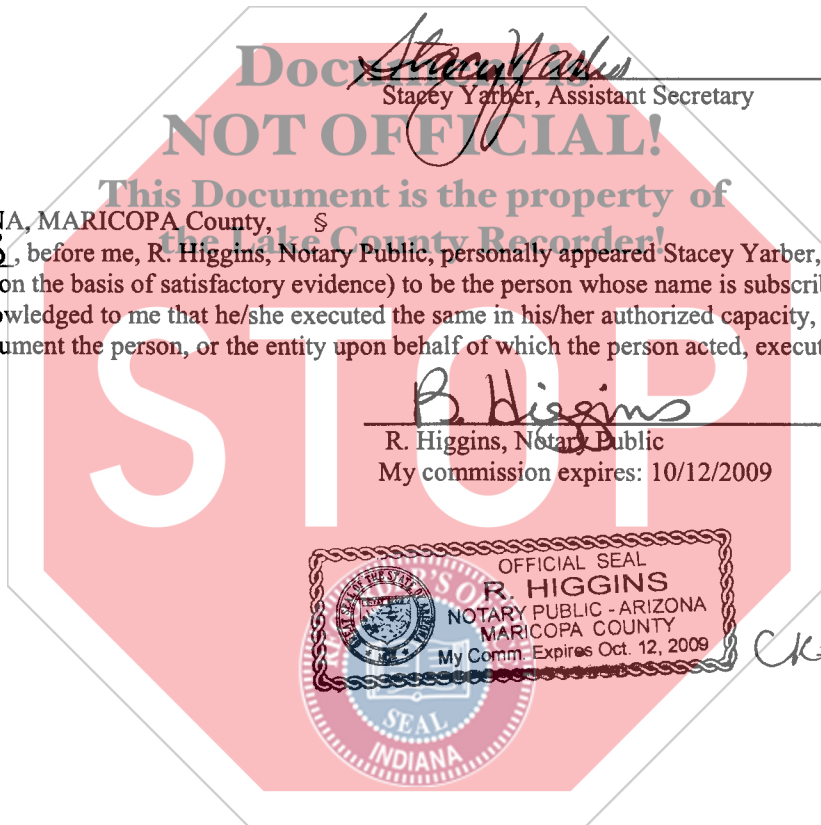 Stacey Yarber
Document is
Stacey Yarber, Assistant Secretary
NOT OFFICIAL!
This Document is the property of
the Lake County Recorder!
NA, MARICOPA County, §
, before me, R. Higgins, Notary Public, personally appeared Stacey Yarber,
on the basis of satisfactory evidence) to be the person whose name is subscri
owledged to me that he/she executed the same in his/her authorized capacity,
ument the person, or the entity upon behalf of which the person acted, execut
STOP
R. Higgins
R. Higgins, Notary Public
My commission expires: 10/12/2009
OFFICIAL SEAL
R. HIGGINS
NOTARY PUBLIC - ARIZONA
MARICOPA COUNTY
My Comm. Expires Oct. 12, 2009
SEAL
INDIANA